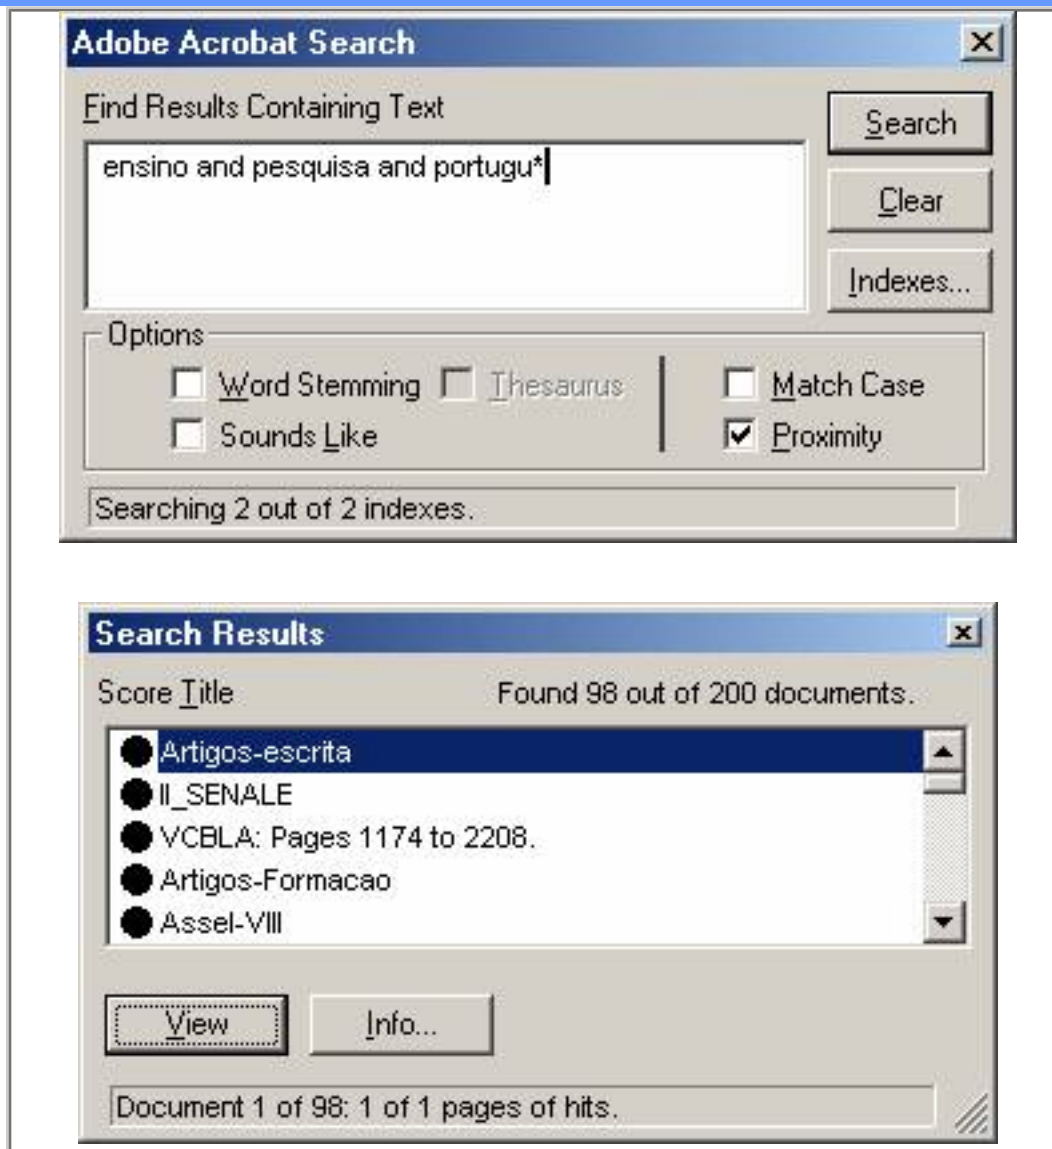 Adobe Acrobat Search
Find Results Containing Text
Search
ensino and pesquisa and portugu*
Clear
Indexes...
Options
Word Stemming Thesaurus Match Case
Sounds Like Proximity
Searching 2 out of 2 indexes.
Search Results
Score Title Found 98 out of 200 documents.
Artigos-escrita
II_SENALE
VCBLA: Pages 1174 to 2208.
Artigos-Formacao
Assel-VIII
View Info...
Document 1 of 98: 1 of 1 pages of hits.